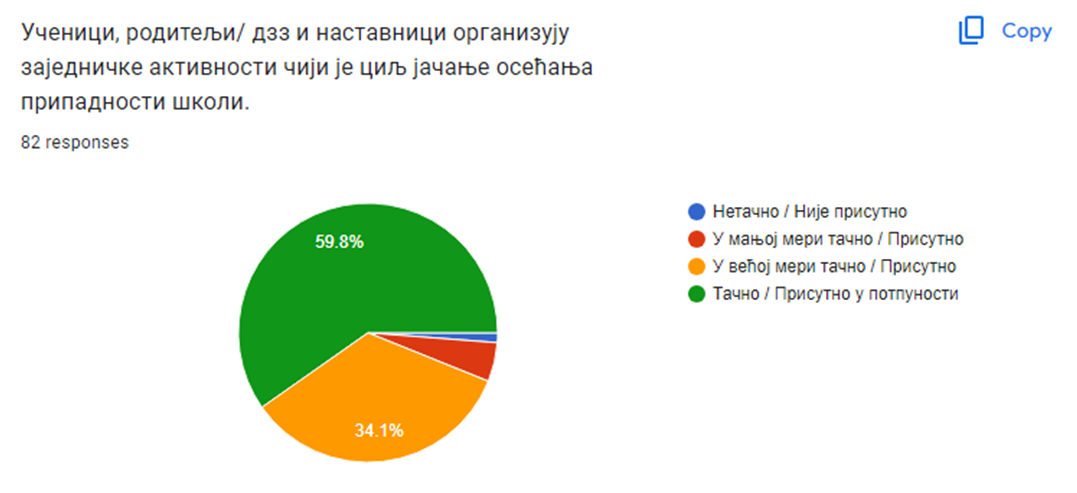 Ученици, родитељи/ дзз и наставници организују
заједничке активности чији је циљ јачање осећања
припадности школи.
Copy
82 responses
59.8%
34.1%
Нетачно / Није присутно
У мањој мери тачно / Присутно
У већој мери тачно / Присутно
Тачно / Присутно у потпуности